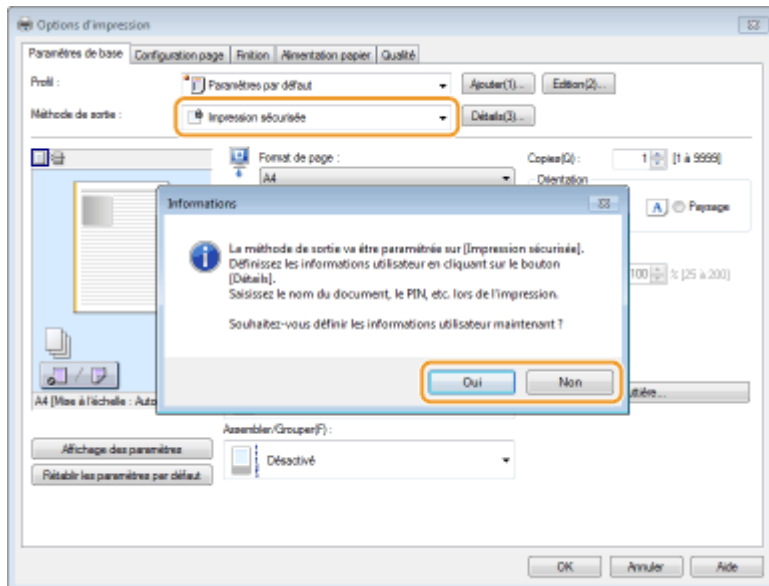 Options d'impression
Paramètres de base Configuration page Finition Alimentation papier Qualité
Profil : Paramètres par défaut Ajouter(1)... Edition(2)...
Méthode de sortie : Impression sécurisée Détails(3)...
Format de page : Copies(Q) : 1 [1 à 9999]
A4 Orientation
A Paysage
Informations
La méthode de sortie va être paramétrée sur [Impression sécurisée].
Définissez les informations utilisateur en cliquant sur le bouton
[Détails].
Saisissez le nom du document, le PIN, etc. lors de l'impression.
100 % [25 à 200]
Souhaitez-vous définir les informations utilisateur maintenant ?
Oui Non
A4 [Mise à l'échelle : Auto
Assembler/Grouper(F) :
Affichage des paramètres
Désactivé
Rétablir les paramètres par défaut
OK Annuler Aide